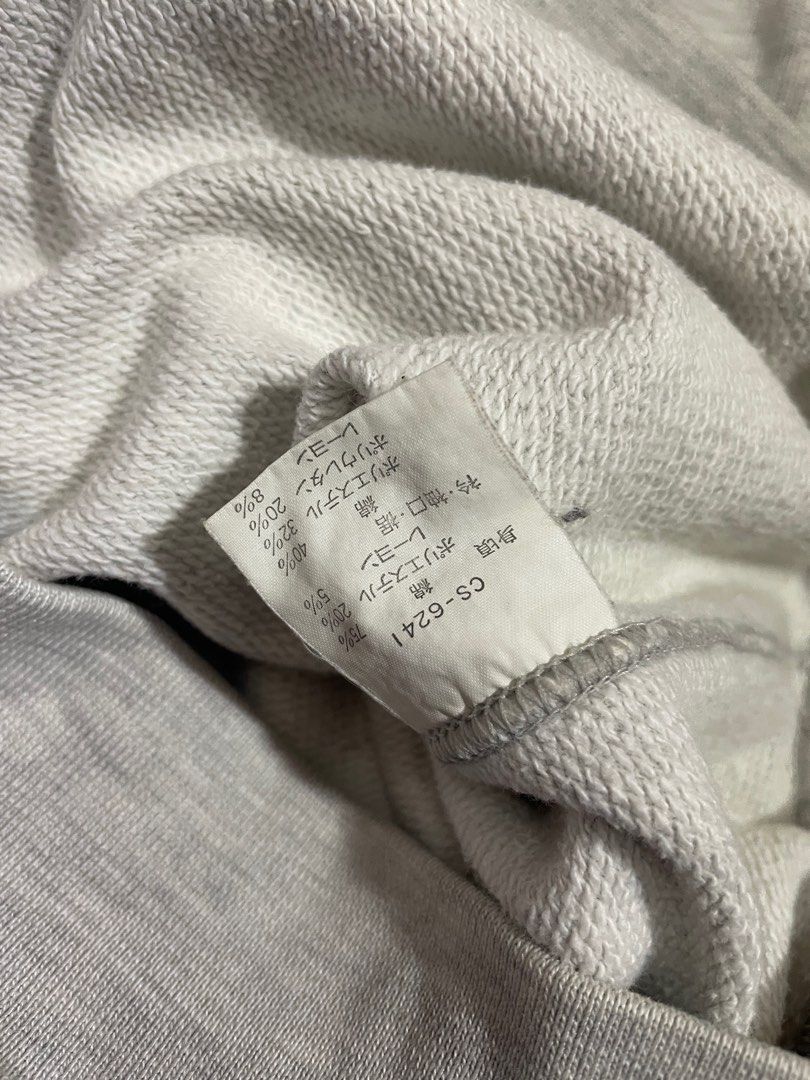 CS-6241
身頃 綿 75%
ポリエステル 20%
レーヨン 5%
衿・袖口・裾
綿 40%
ポリエステル 32%
ポリウレタン 20%
レーヨン 8%